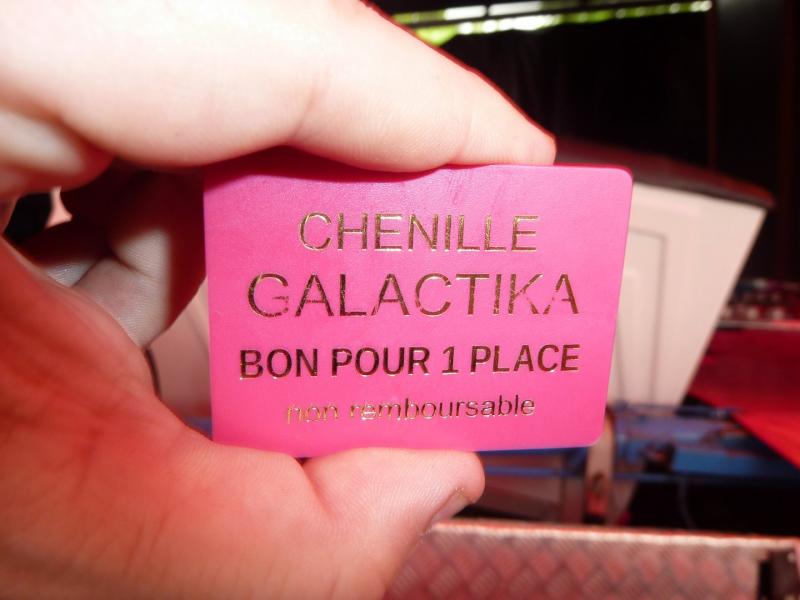 CHENILLE
GALACTIKA
BON POUR 1 PLACE
non remboursable